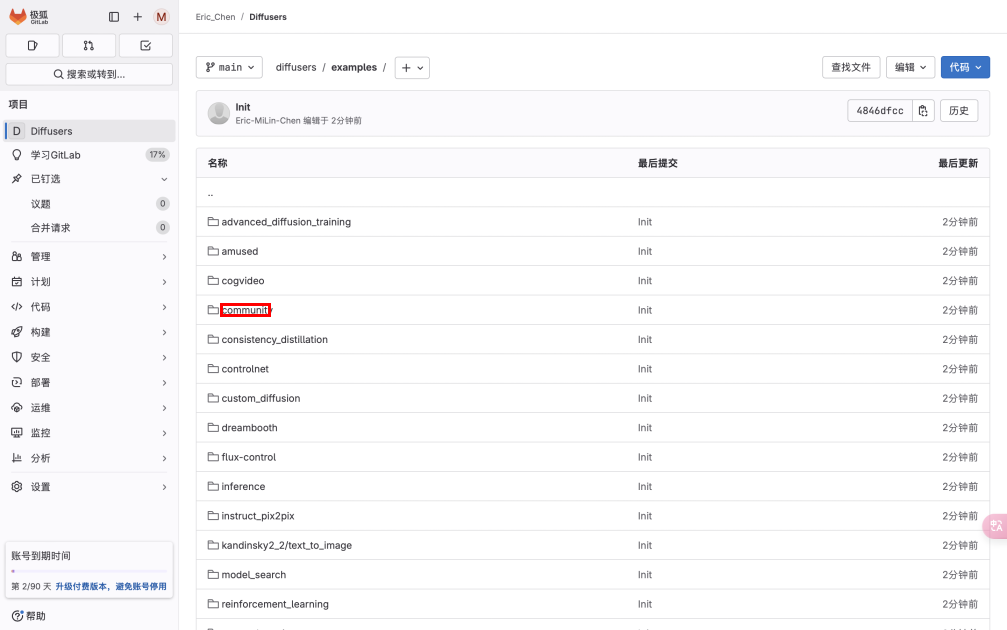 极狐
GitLab
M
搜索或转到...
项目
D Diffusers
学习GitLab 17%
已钉选
议题 0
合并请求 0
管理
计划
代码
构建
安全
部署
运维
监控
分析
设置
账号到期时间
第 2/90 天 升级付费版本，避免账号停用
帮助
Eric_Chen / Diffusers
main diffusers / examples / + 查找文件 编辑 代码
Init
Eric-MiLin-Chen 编辑于 2分钟前
4846dfcc 历史
名称 最后提交 最后更新
..
advanced_diffusion_training Init 2分钟前
amused Init 2分钟前
cogvideo Init 2分钟前
community Init 2分钟前
consistency_distillation Init 2分钟前
controlnet Init 2分钟前
custom_diffusion Init 2分钟前
dreambooth Init 2分钟前
flux-control Init 2分钟前
inference Init 2分钟前
instruct_pix2pix Init 2分钟前
kandinsky2_2/text_to_image Init 2分钟前
model_search Init 2分钟前
reinforcement_learning Init 2分钟前